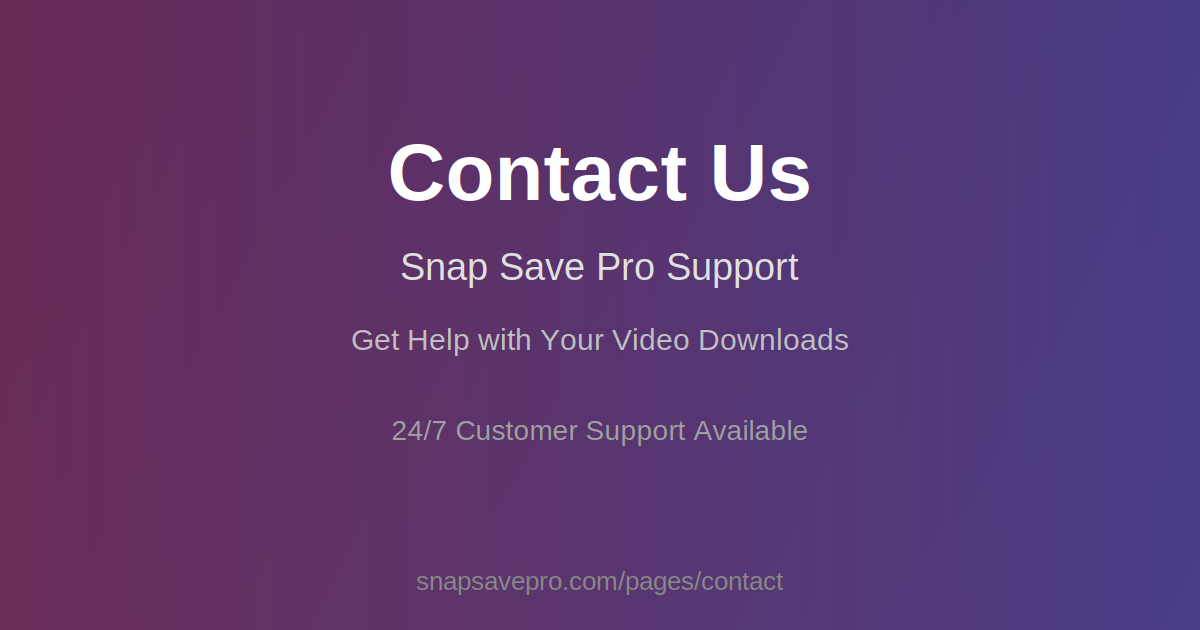 Contact Us
Snap Save Pro Support
Get Help with Your Video Downloads
24/7 Customer Support Available
snapsavepro.com/pages/contact